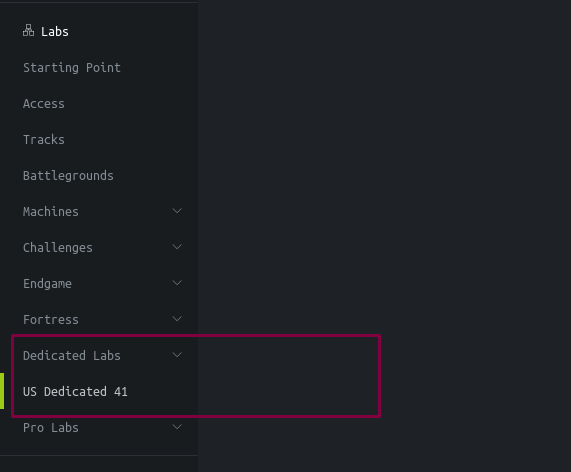 Labs
Starting Point
Access
Tracks
Battlegrounds
Machines
Challenges
Endgame
Fortress
Dedicated Labs
US Dedicated 41
Pro Labs